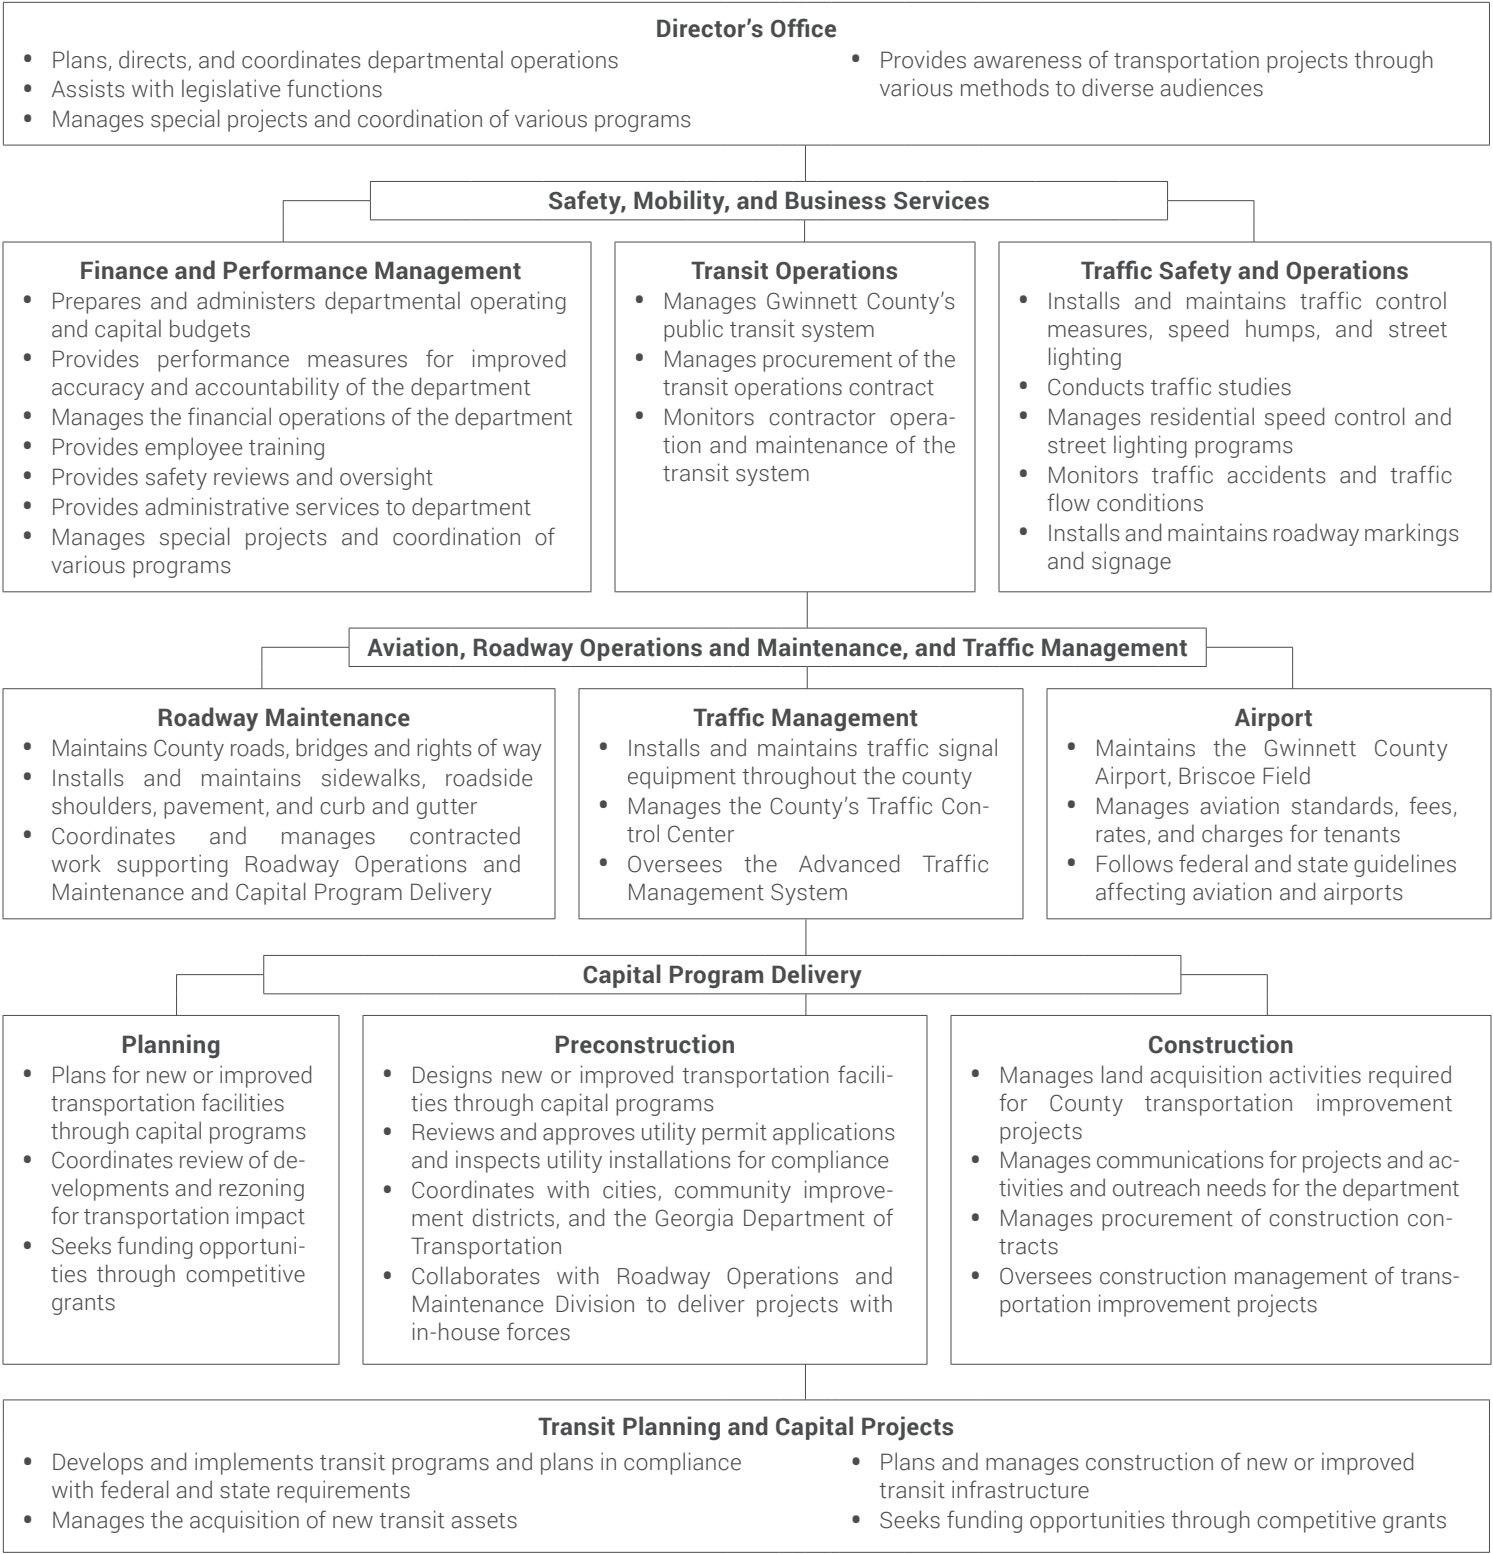 Director’s Office
• Plans, directs, and coordinates departmental operations
• Assists with legislative functions
• Manages special projects and coordination of various programs
• Provides awareness of transportation projects through
various methods to diverse audiences
Safety, Mobility, and Business Services
Finance and Performance Management
• Prepares and administers departmental operating
and capital budgets
• Provides performance measures for improved
accuracy and accountability of the department
• Manages the financial operations of the department
• Provides employee training
• Provides safety reviews and oversight
• Provides administrative services to department
• Manages special projects and coordination of
various programs
Transit Operations
• Manages Gwinnett County’s
public transit system
• Manages procurement of the
transit operations contract
• Monitors contractor opera-
tion and maintenance of the
transit system
Traffic Safety and Operations
• Installs and maintains traffic control
measures, speed humps, and street
lighting
• Conducts traffic studies
• Manages residential speed control and
street lighting programs
• Monitors traffic accidents and traffic
flow conditions
• Installs and maintains roadway markings
and signage
Aviation, Roadway Operations and Maintenance, and Traffic Management
Roadway Maintenance
• Maintains County roads, bridges and rights of way
• Installs and maintains sidewalks, roadside
shoulders, pavement, and curb and gutter
• Coordinates and manages contracted
work supporting Roadway Operations and
Maintenance and Capital Program Delivery
Traffic Management
• Installs and maintains traffic signal
equipment throughout the county
• Manages the County’s Traffic Con-
trol Center
• Oversees the Advanced Traffic
Management System
Airport
• Maintains the Gwinnett County
Airport, Briscoe Field
• Manages aviation standards, fees,
rates, and charges for tenants
• Follows federal and state guidelines
affecting aviation and airports
Capital Program Delivery
Planning
• Plans for new or improved
transportation facilities
through capital programs
• Coordinates review of de-
velopments and rezoning
for transportation impact
• Seeks funding opportuni-
ties through competitive
grants
Preconstruction
• Designs new or improved transportation facili-
ties through capital programs
• Reviews and approves utility permit applications
and inspects utility installations for compliance
• Coordinates with cities, community improve-
ment districts, and the Georgia Department of
Transportation
• Collaborates with Roadway Operations and
Maintenance Division to deliver projects with
in-house forces
Construction
• Manages land acquisition activities required
for County transportation improvement
projects
• Manages communications for projects and ac-
tivities and outreach needs for the department
• Manages procurement of construction con-
tracts
• Oversees construction management of trans-
portation improvement projects
Transit Planning and Capital Projects
• Develops and implements transit programs and plans in compliance
with federal and state requirements
• Manages the acquisition of new transit assets
• Plans and manages construction of new or improved
transit infrastructure
• Seeks funding opportunities through competitive grants